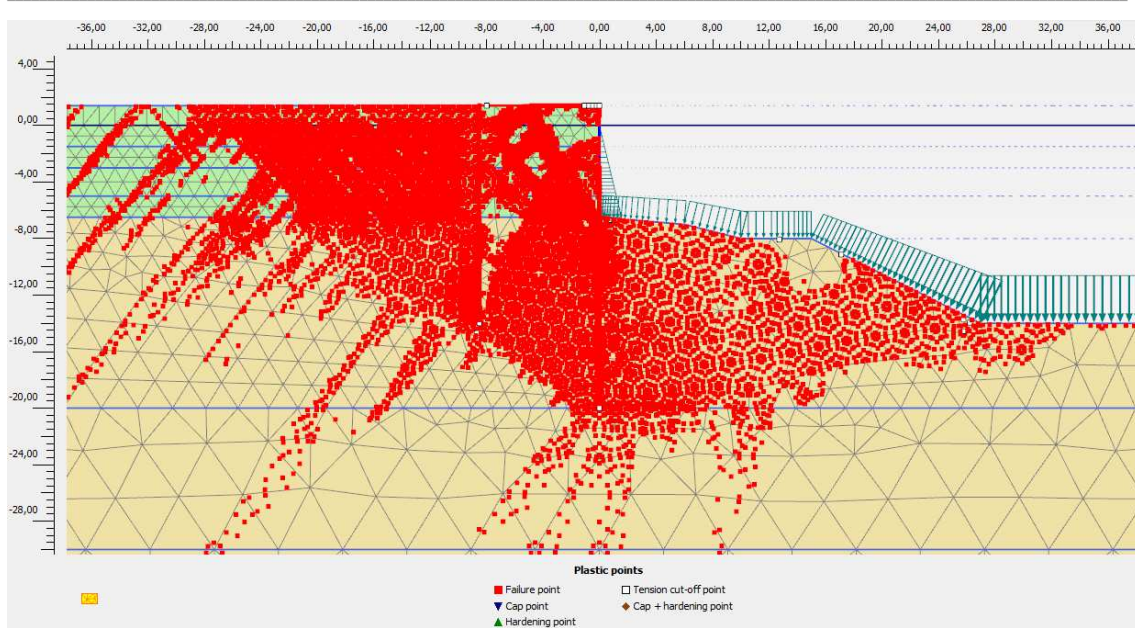 -36,00 -32,00 -28,00 -24,00 -20,00 -16,00 -12,00 -8,00 -4,00 0,00 4,00 8,00 12,00 16,00 20,00 24,00 28,00 32,00 36,00
4,00
0,00
-4,00
-8,00
-12,00
-16,00
-20,00
-24,00
-28,00
Plastic points
Failure point Tension cut-off point
Cap point Cap + hardening point
Hardening point